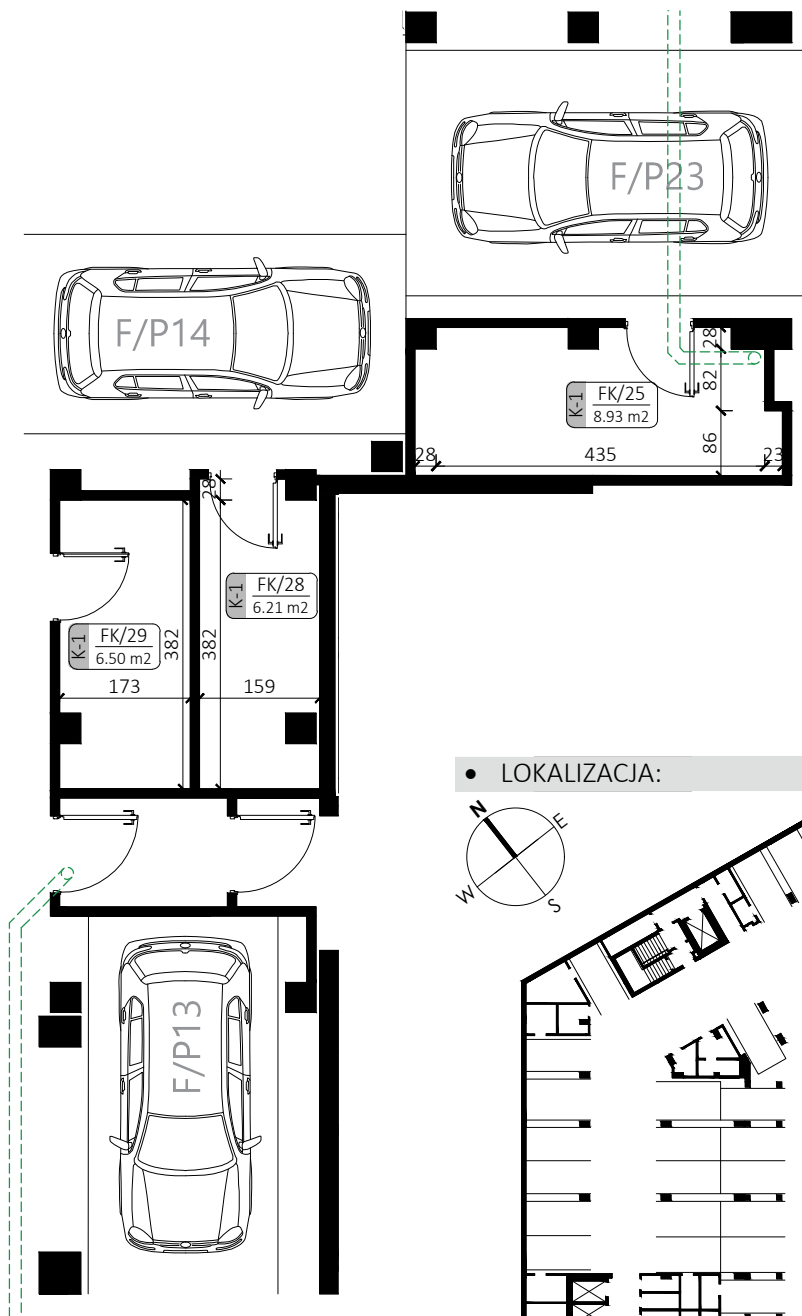 F/P23
F/P14
28
82
K-1
FK/25
8.93 m2
86
28
435
23
28
K-1
FK/28
6.21 m2
K-1
FK/29
6.50 m2
382
382
173
159
• LOKALIZACJA:
N
E
W
S
F/P13